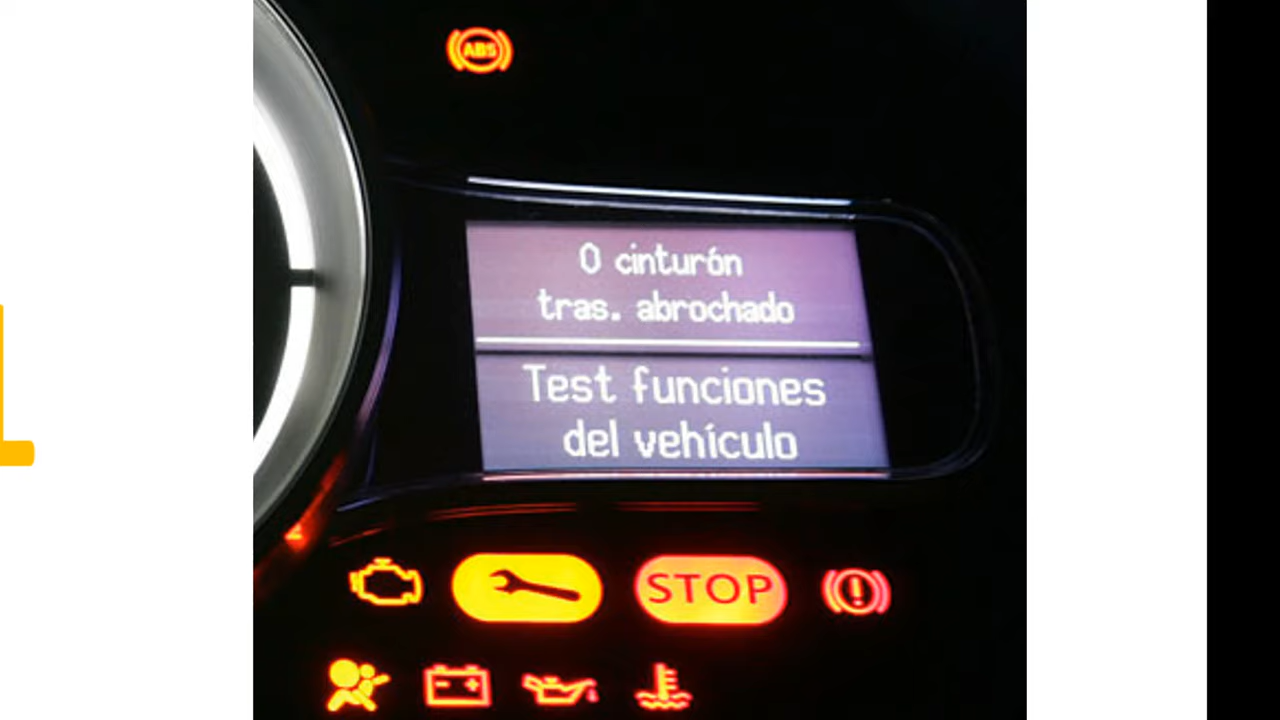 ABS
0 cinturón
tras. abrochado
Test funciones
del vehículo
STOP